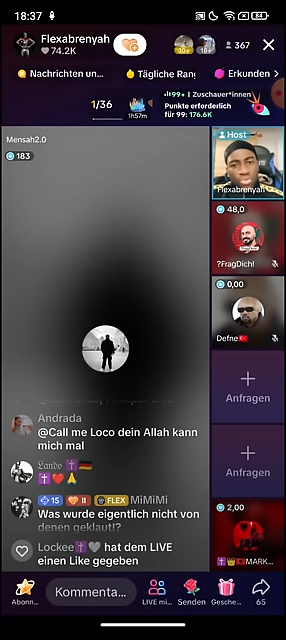 18:37
84
Flexabrenyah
74.2K
367
Nachrichten un...
Tägliche Rang
Erkunden
99+ | Zuschauer*innen
1/36
1h57m
Punkte erforderlich
für 99: 176.6K
Mensah2.0
183
Host
Flexabrenyah
48,0
?FragDich!
0,00
Defne🇹🇷
+
Anfragen
+
Anfragen
2,00
MARK...
Andrada
@Call me Loco dein Allah kann
mich mal
Lando ✝️🇩🇪
✝️❤️🙏
15 II FLEX MiMiMi
Was wurde eigentlich nicht von
denen geklaut!?
Lockee✝️🩶 hat dem LIVE
einen Like gegeben
Abonn...
Kommenta...
LIVE mi...
Senden
Gesche...
65